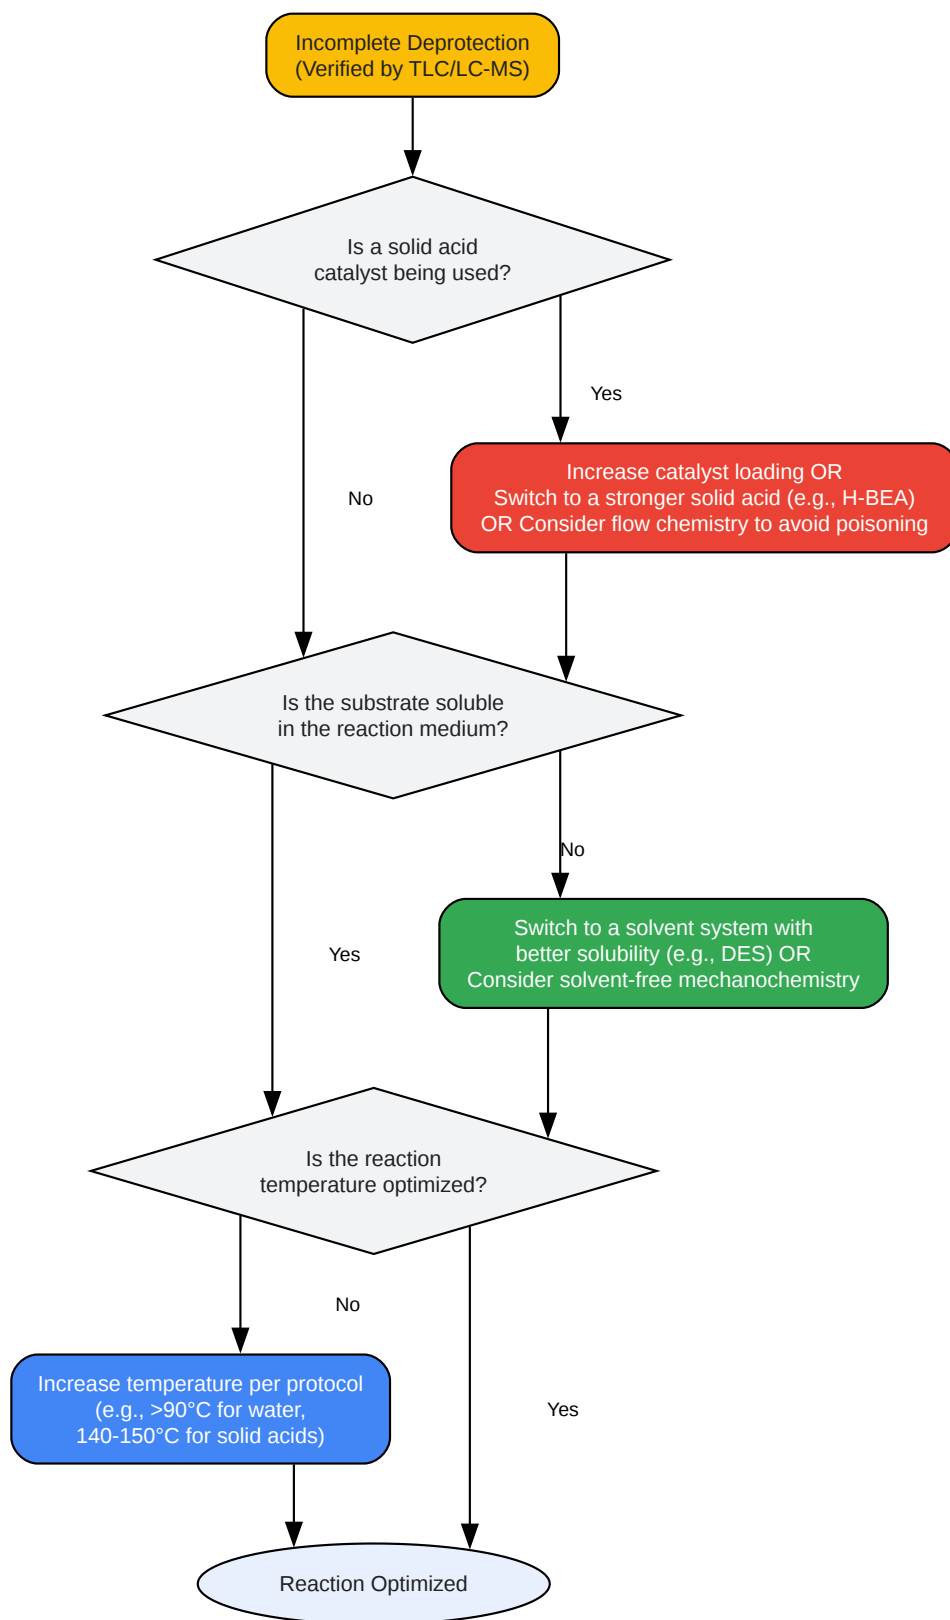 Incomplete Deprotection
(Verified by TLC/LC-MS)
Is a solid acid
catalyst being used?
Yes
Increase catalyst loading OR
Switch to a stronger solid acid (e.g., H-BEA)
OR Consider flow chemistry to avoid poisoning
No
Is the substrate soluble
in the reaction medium?
No
Switch to a solvent system with
better solubility (e.g., DES) OR
Consider solvent-free mechanochemistry
Yes
Is the reaction
temperature optimized?
No
Increase temperature per protocol
(e.g., >90°C for water,
140-150°C for solid acids)
Yes
Reaction Optimized